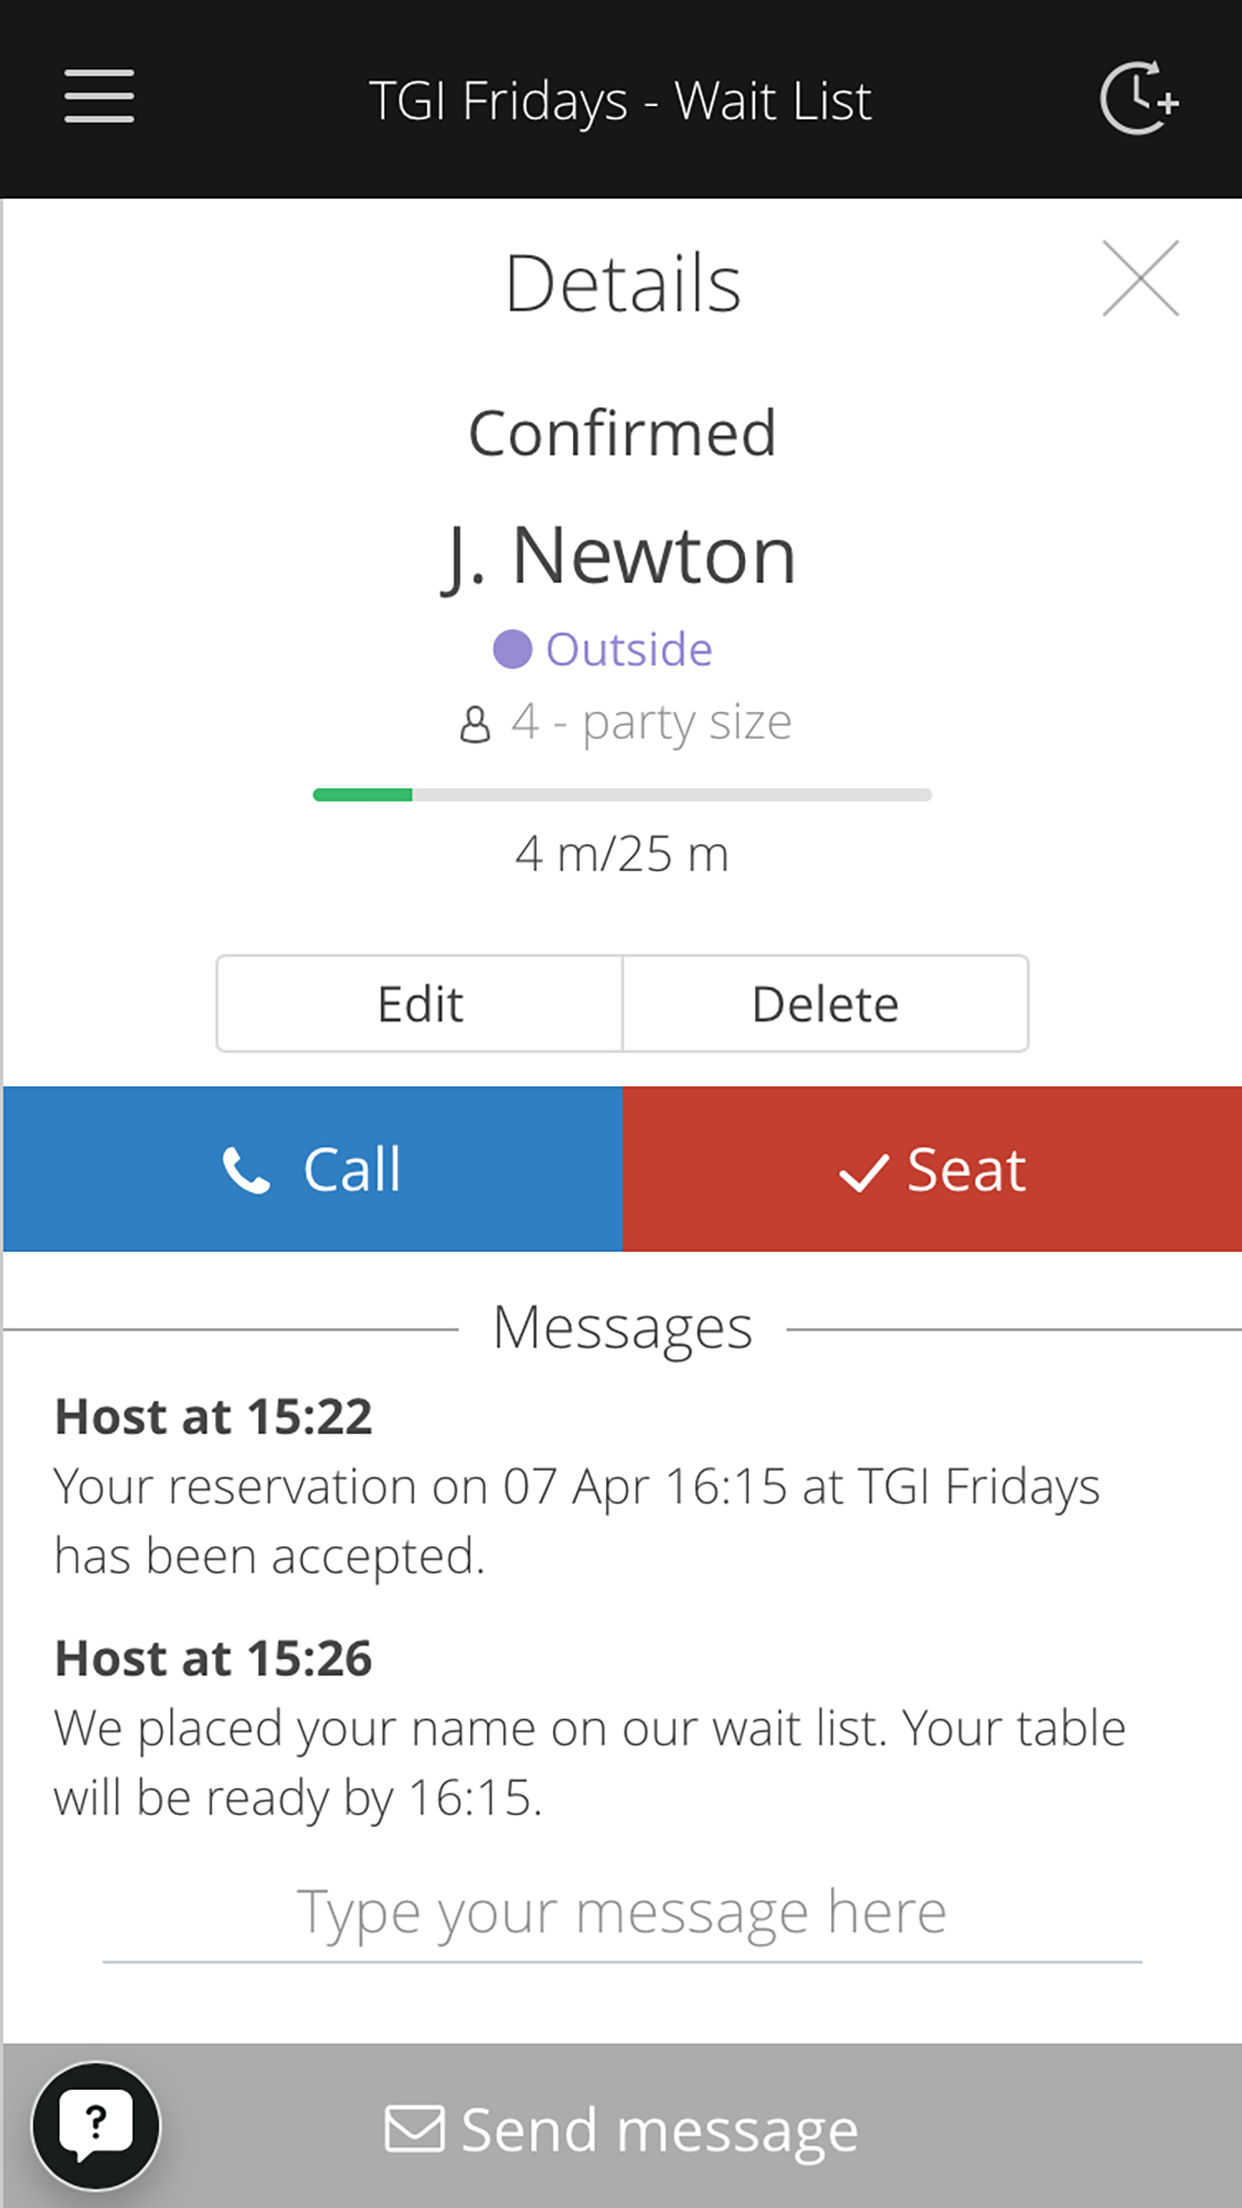 TGI Fridays - Wait List
Details
Confirmed
J. Newton
Outside
4 - party size
4 m/25 m
Edit
Delete
Call
Seat
Messages
Host at 15:22
Your reservation on 07 Apr 16:15 at TGI Fridays
has been accepted.
Host at 15:26
We placed your name on our wait list. Your table
will be ready by 16:15.
Type your message here
?
Send message